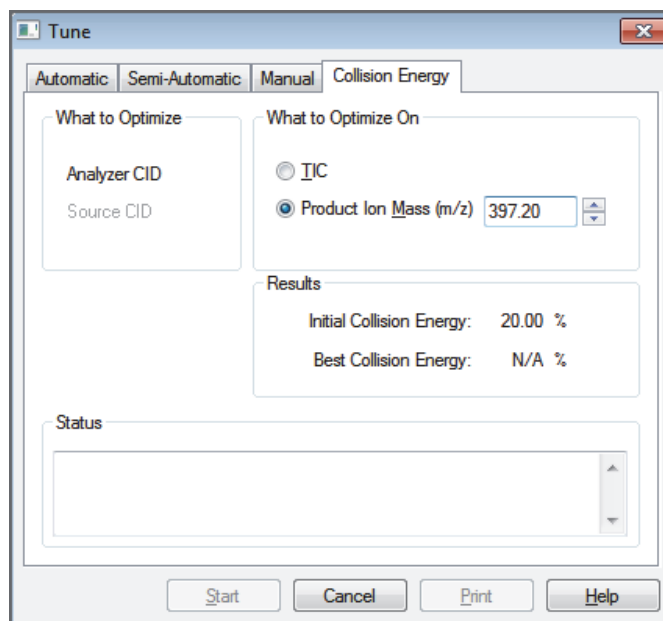 Tune
Automatic Semi-Automatic Manual Collision Energy
What to Optimize
Analyzer CID
Source CID
What to Optimize On
TIC
Product Ion Mass (m/z) 397.20
Results
Initial Collision Energy: 20.00 %
Best Collision Energy: N/A %
Status
Start Cancel Print Help